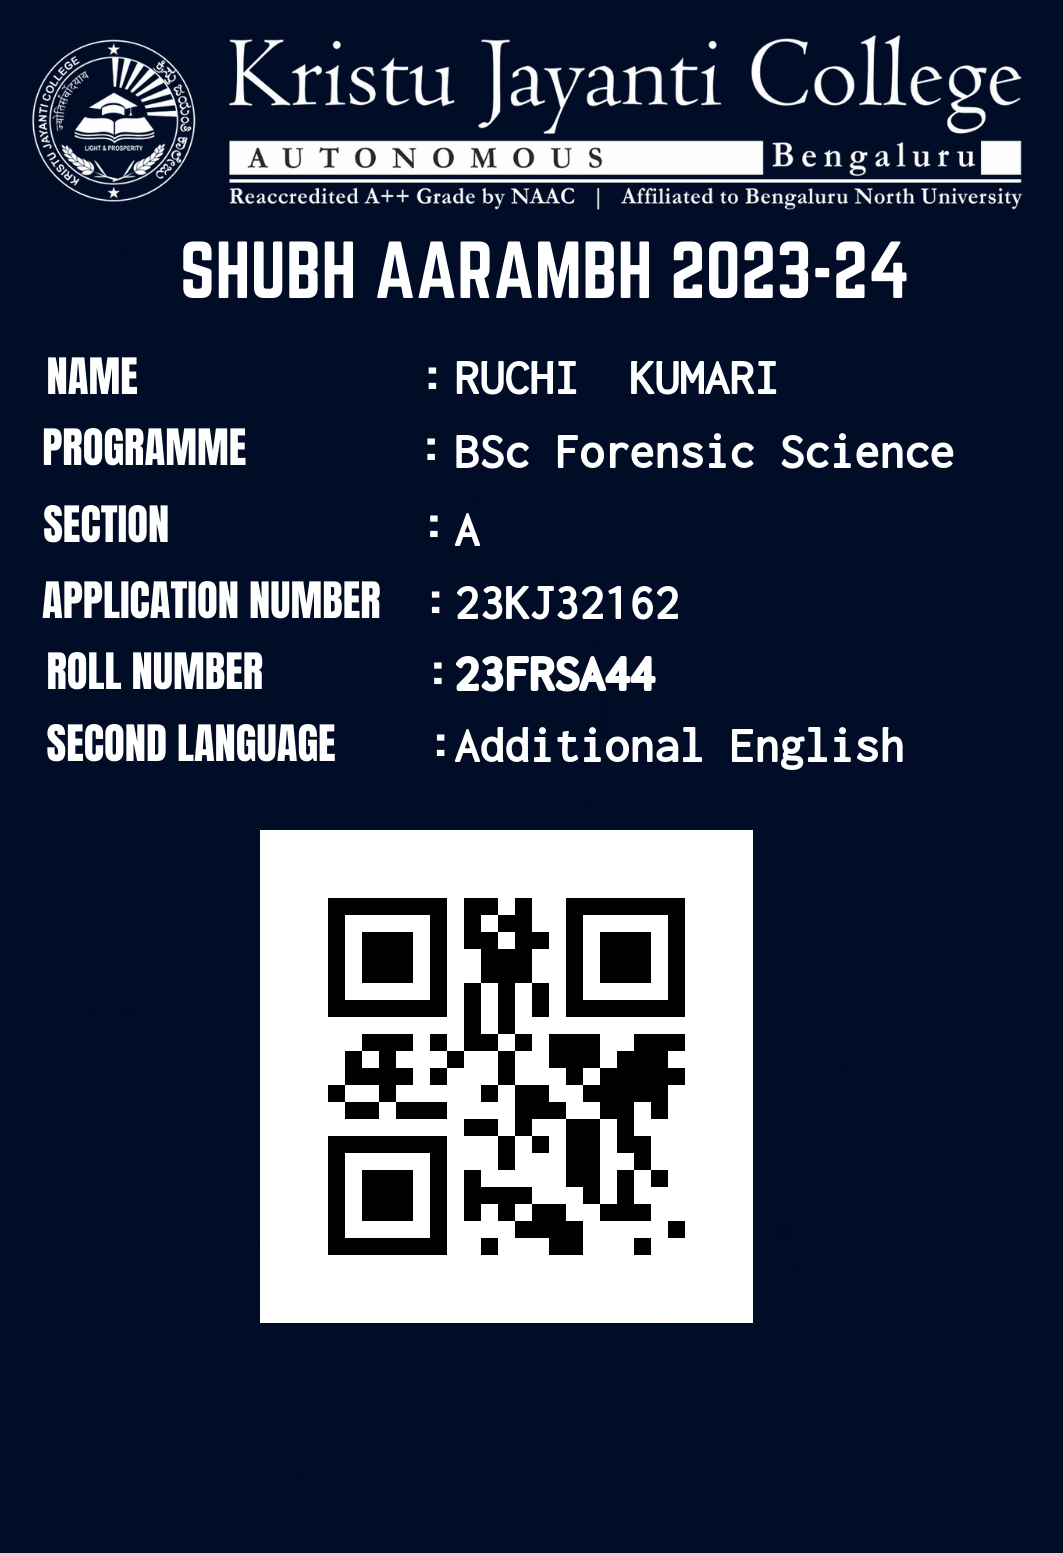 KRISTU JAYANTI COLLEGE
ಕ್ರಿಸ್ತು ಜಯಂತಿ ಕಾಲೇಜು
LIGHT & PROSPERITY
Kristu Jayanti College
AUTONOMOUS Bengaluru
Reaccredited A++ Grade by NAAC | Affiliated to Bengaluru North University
SHUBH AARAMBH 2023-24
NAME : RUCHI KUMARI
PROGRAMME : BSc Forensic Science
SECTION : A
APPLICATION NUMBER : 23KJ32162
ROLL NUMBER : 23FRSA44
SECOND LANGUAGE : Additional English